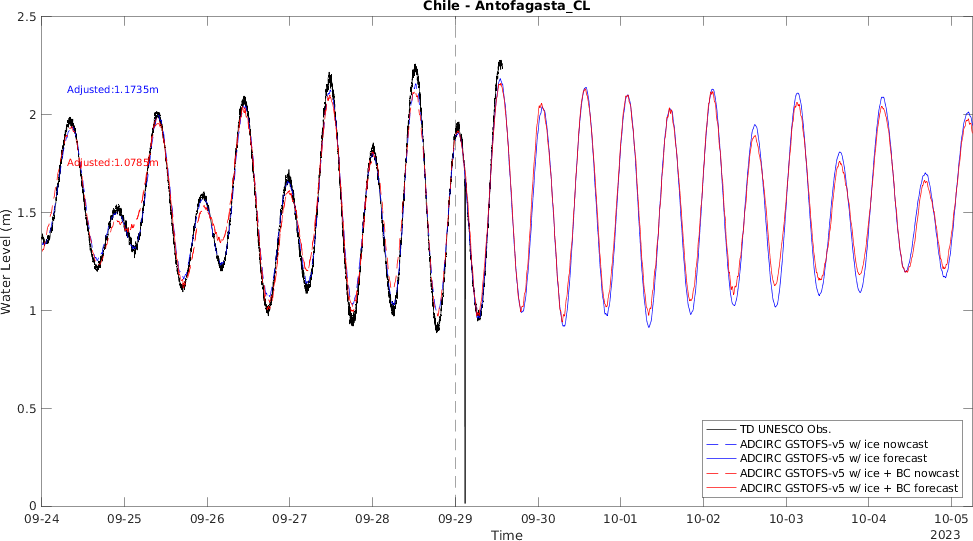 Chile - Antofagasta_CL
2.5
2
1.5
1
0.5
0
Water Level (m)
Adjusted:1.1735m
Adjusted:1.0785m
TD UNESCO Obs.
ADCIRC GSTOFS-v5 w/ ice nowcast
ADCIRC GSTOFS-v5 w/ ice forecast
ADCIRC GSTOFS-v5 w/ ice + BC nowcast
ADCIRC GSTOFS-v5 w/ ice + BC forecast
09-24 09-25 09-26 09-27 09-28 09-29 09-30 10-01 10-02 10-03 10-04 10-05
2023
Time